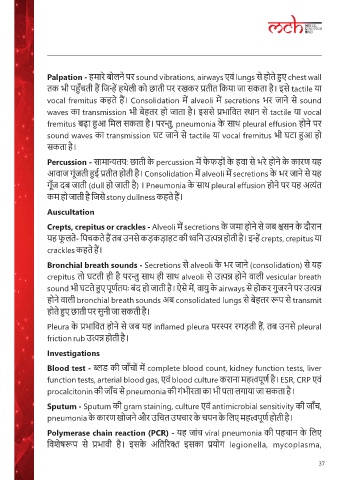 mch
Palpation - हमारे बोलने पर sound vibrations, airways एवं lungs से होते हुए chest wall
तक भी पहुँचती हैं जिन्हें हथेली को छाती पर रखकर प्रतीत किया जा सकता है। इसे tactile या
vocal fremitus कहते हैं। Consolidation में alveoli में secretions भर जाने से sound
waves का transmission भी बेहतर हो जाता है। इससे प्रभावित स्थान से tactile या vocal
fremitus बढ़ा हुआ मिल सकता है। परन्तु, pneumonia के साथ pleural effusion होने पर
sound waves का transmission घट जाने से tactile या vocal fremitus भी घटा हुआ हो
सकता है।
Percussion - सामान्यतयः छाती के percussion में फेफड़ों के हवा से भरे होने के कारण यह
आवाज गूंजती हुई प्रतीत होती है। Consolidation में alveoli में secretions के भर जाने से यह
गूँज दब जाती (dull हो जाती है) । Pneumonia के साथ pleural effusion होने पर यह अत्यंत
कम हो जाती है जिसे stony dullness कहते हैं।
Auscultation
Crepts, crepitus or crackles - Alveoli में secretions के जमा होने से जब श्वसन के दौरान
यह फूलते- पिचकते हैं तब उनसे कड़कड़ाहट की ध्वनि उत्पन्न होती है। इन्हें crepts, crepitus या
crackles कहते हैं।
Bronchial breath sounds - Secretions से alveoli के भर जाने (consolidation) से यह
crepitus तो घटती ही है परन्तु साथ ही साथ alveoli से उत्पन्न होने वाली vesicular breath
sound भी घटते हुए पूर्णतयः बंद हो जाती है। ऐसे में, वायु के airways से होकर गुजरने पर उत्पन्न
होने वाली bronchial breath sounds अब consolidated lungs से बेहतर रूप से transmit
होते हुए छाती पर सुनी जा सकती है।
Pleura के प्रभावित होने से जब यह inflamed pleura परस्पर रगड़ती हैं, तब उनसे pleural
friction rub उत्पन्न होती है।
Investigations
Blood test - ब्लड की जाँचों में complete blood count, kidney function tests, liver
function tests, arterial blood gas, एवं blood culture कराना महत्वपूर्ण है। ESR, CRP एवं
procalcitonin की जाँच से pneumonia की गंभीरता का भी पता लगाया जा सकता है।
Sputum - Sputum की gram staining, culture एवं antimicrobial sensitivity की जाँच,
pneumonia के कारण खोजने और उचित उपचार के चयन के लिए महत्वपूर्ण होती है।
Polymerase chain reaction (PCR) - यह जांच viral pneumonia की पहचान के लिए
विशेषरूप से प्रभावी है। इसके अतिरिक्त इसका प्रयोग legionella, mycoplasma,
37